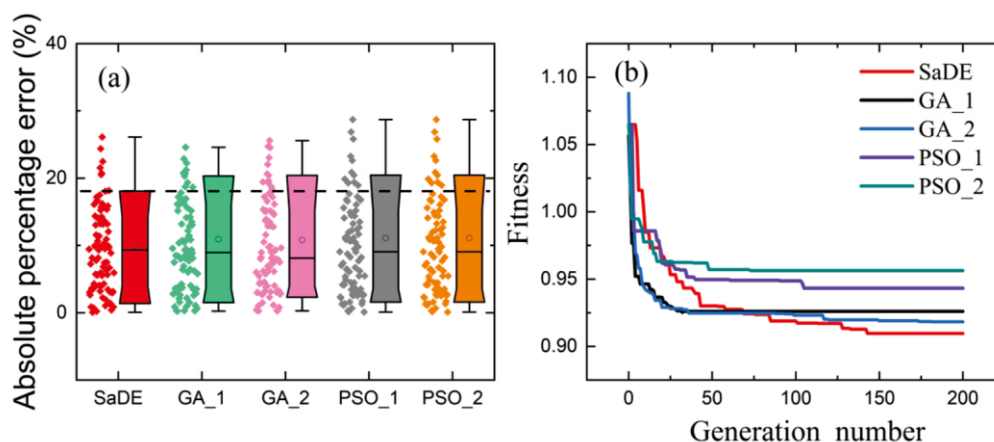 Absolute percentage error (%)
40
20
0
(a)
SaDE GA_1 GA_2 PSO_1 PSO_2
Fitness
1.10
1.05
1.00
0.95
0.90
(b)
SaDE
GA_1
GA_2
PSO_1
PSO_2
0 50 100 150 200
Generation number